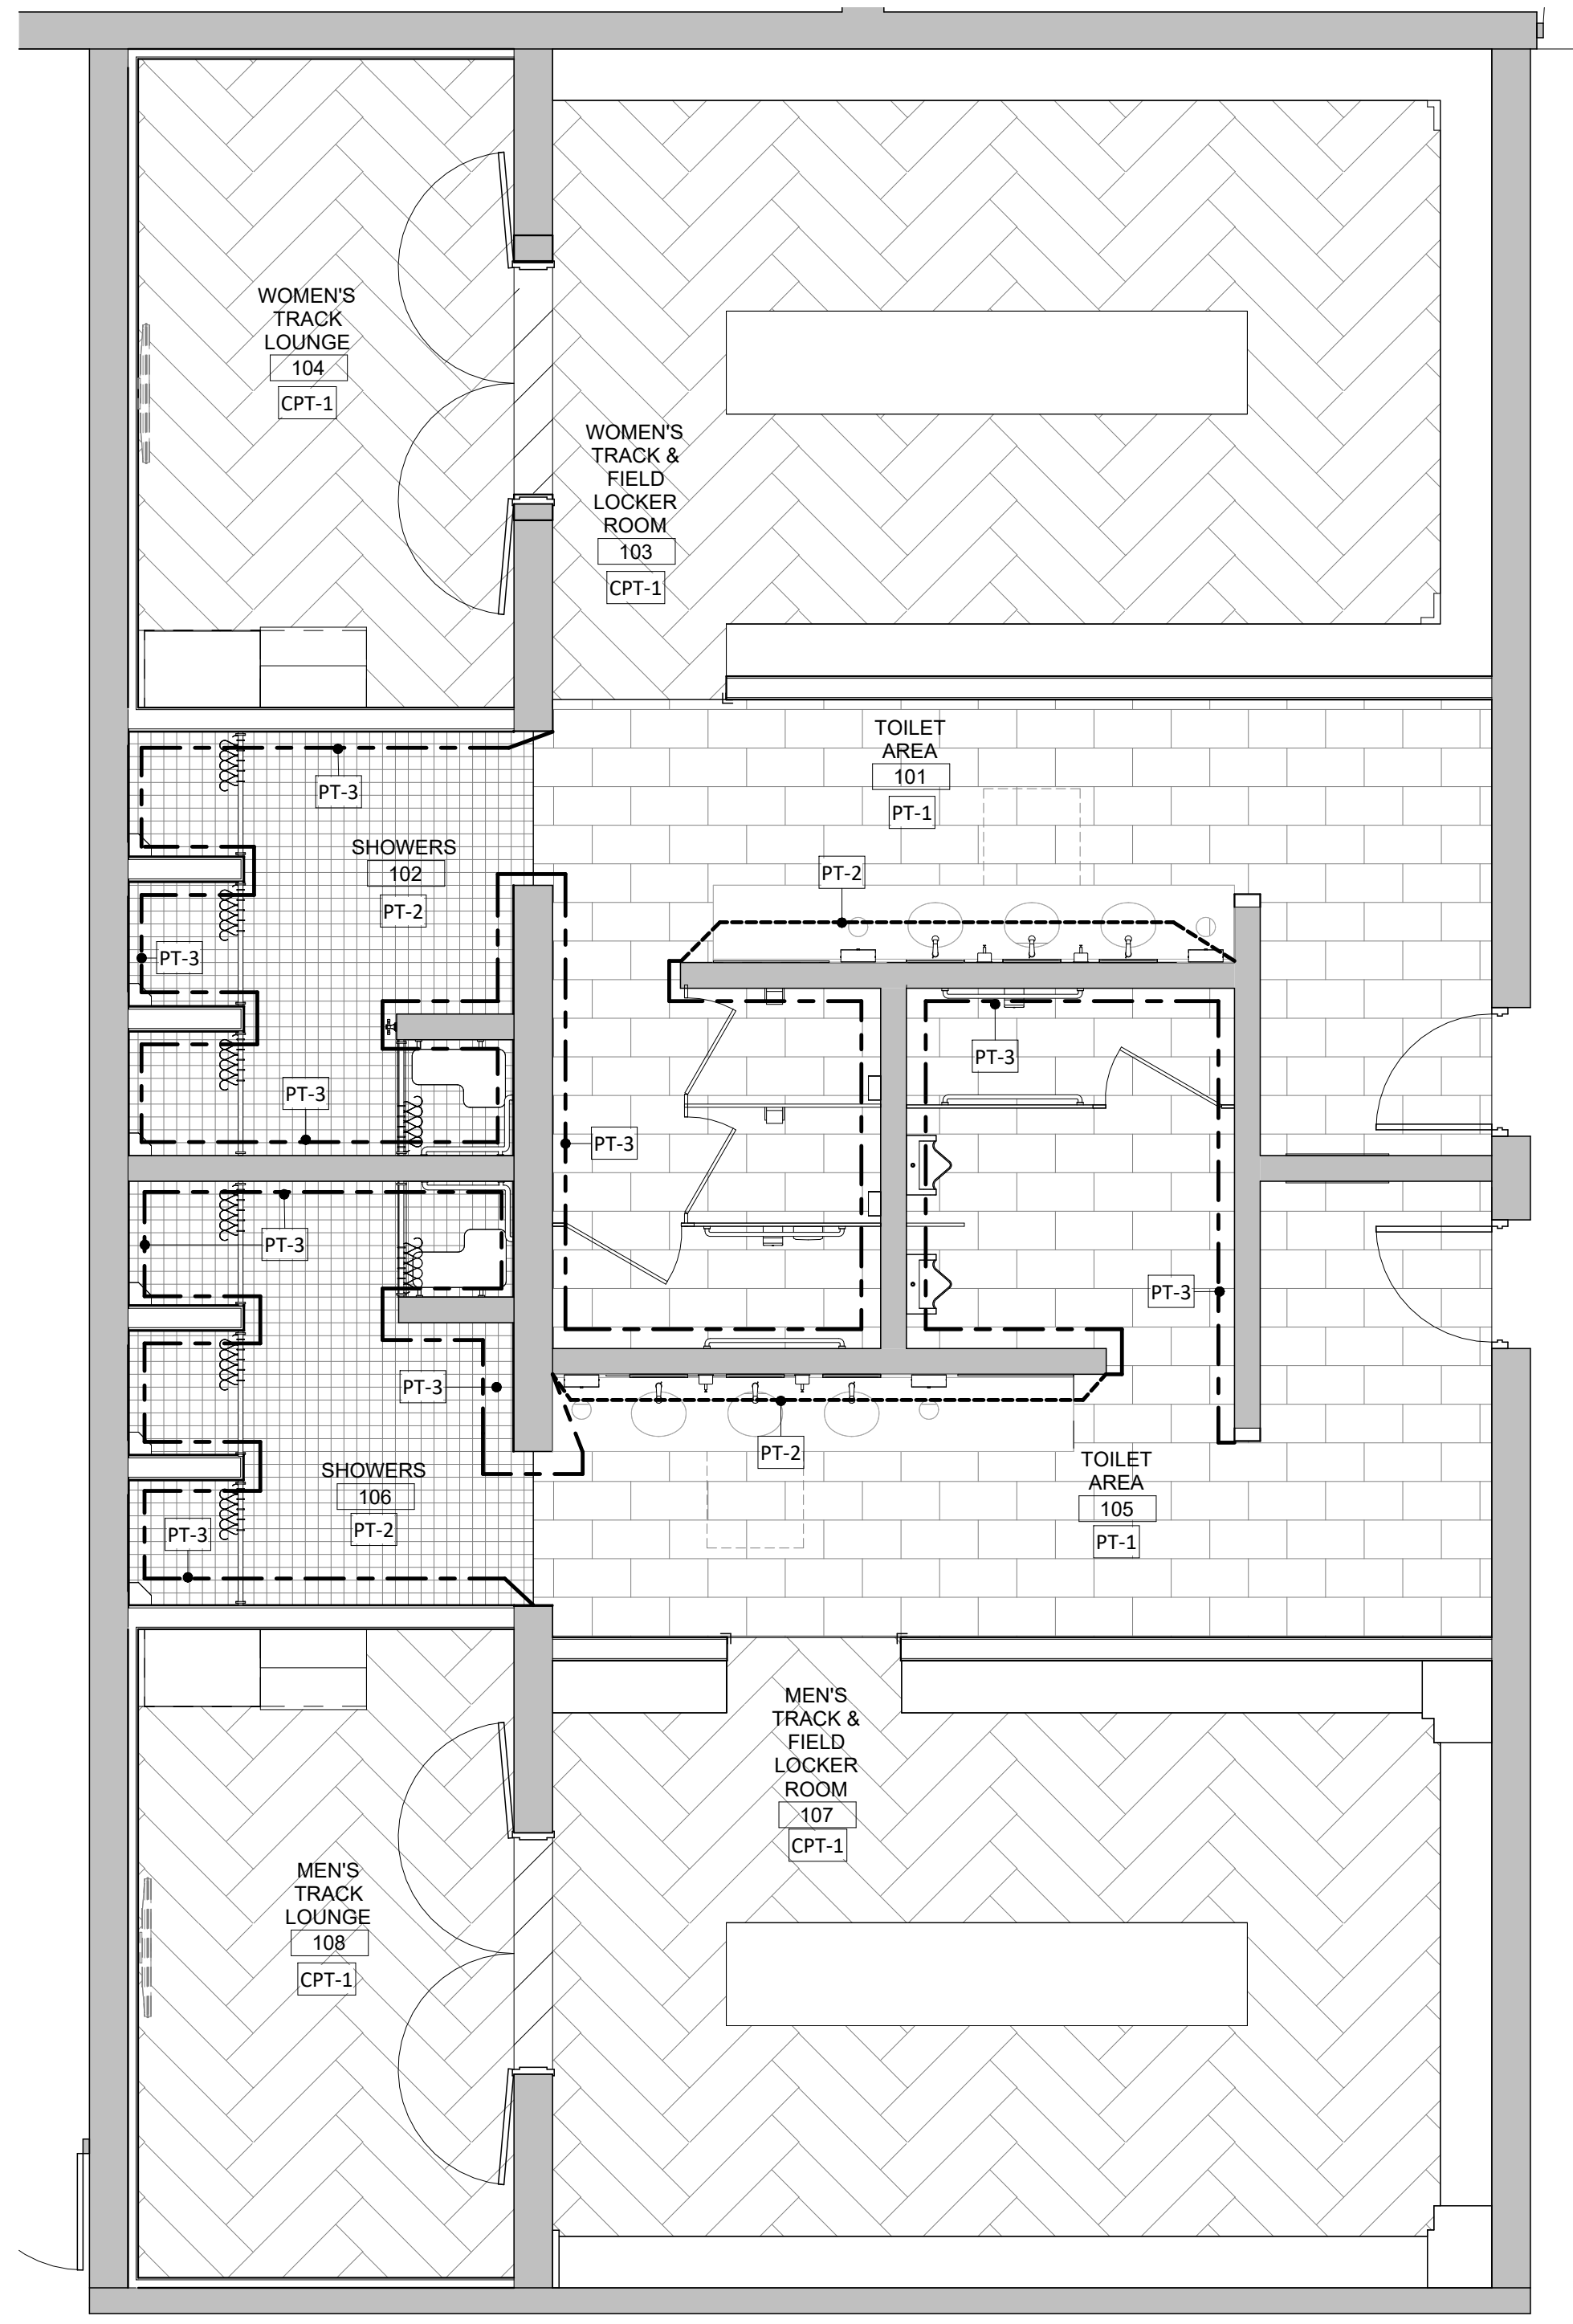 WOMEN'S
TRACK
LOUNGE
104
CPT-1
WOMEN'S
TRACK &
FIELD
LOCKER
ROOM
103
CPT-1
TOILET
AREA
101
PT-1
PT-3
SHOWERS
102
PT-2
PT-2
PT-3
PT-3
PT-3
PT-3
PT-3
PT-3
PT-3
PT-2
SHOWERS
106
PT-2
PT-3
TOILET
AREA
105
PT-1
MEN'S
TRACK &
FIELD
LOCKER
ROOM
107
CPT-1
MEN'S
TRACK
LOUNGE
108
CPT-1